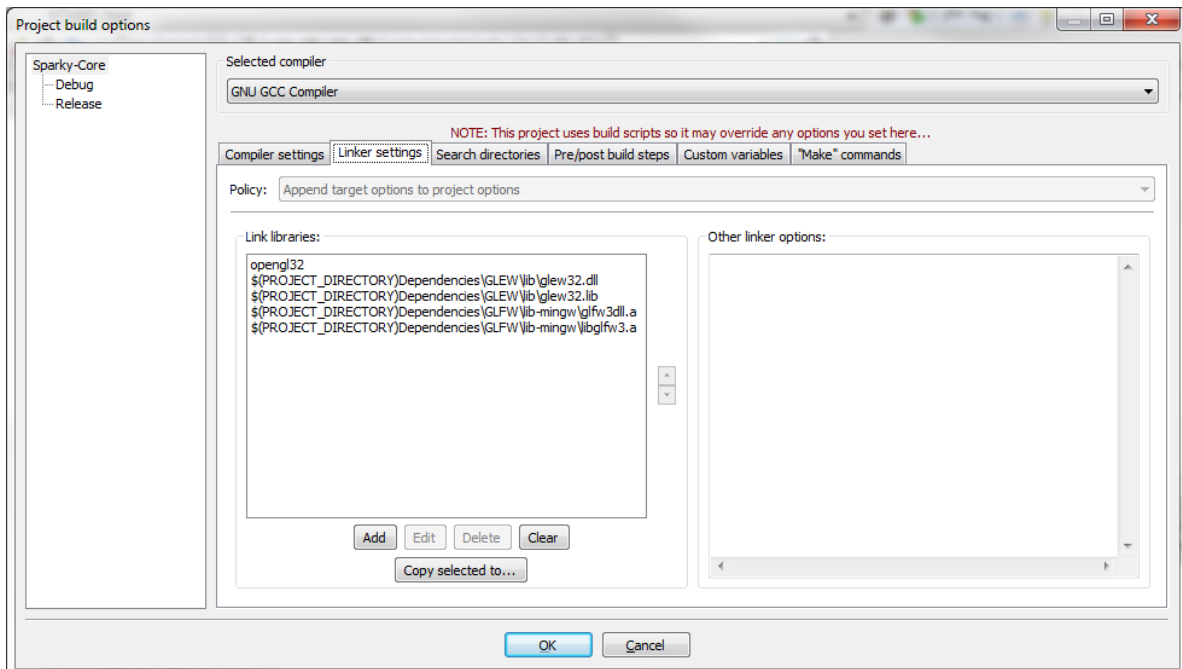 Project build options
Sparky-Core
Debug
Release
Selected compiler
GNU GCC Compiler
NOTE: This project uses build scripts so it may override any options you set here...
Compiler settings Linker settings Search directories Pre/post build steps Custom variables "Make" commands
Policy: Append target options to project options
Link libraries:
opengl32
$(PROJECT_DIRECTORY)Dependencies\GLEW\lib\glew32.dll
$(PROJECT_DIRECTORY)Dependencies\GLEW\lib\glew32.lib
$(PROJECT_DIRECTORY)Dependencies\GLFW\lib-mingw\glfw3dll.a
$(PROJECT_DIRECTORY)Dependencies\GLFW\lib-mingw\libglfw3.a
Add Edit Delete Clear
Copy selected to...
Other linker options:
OK Cancel